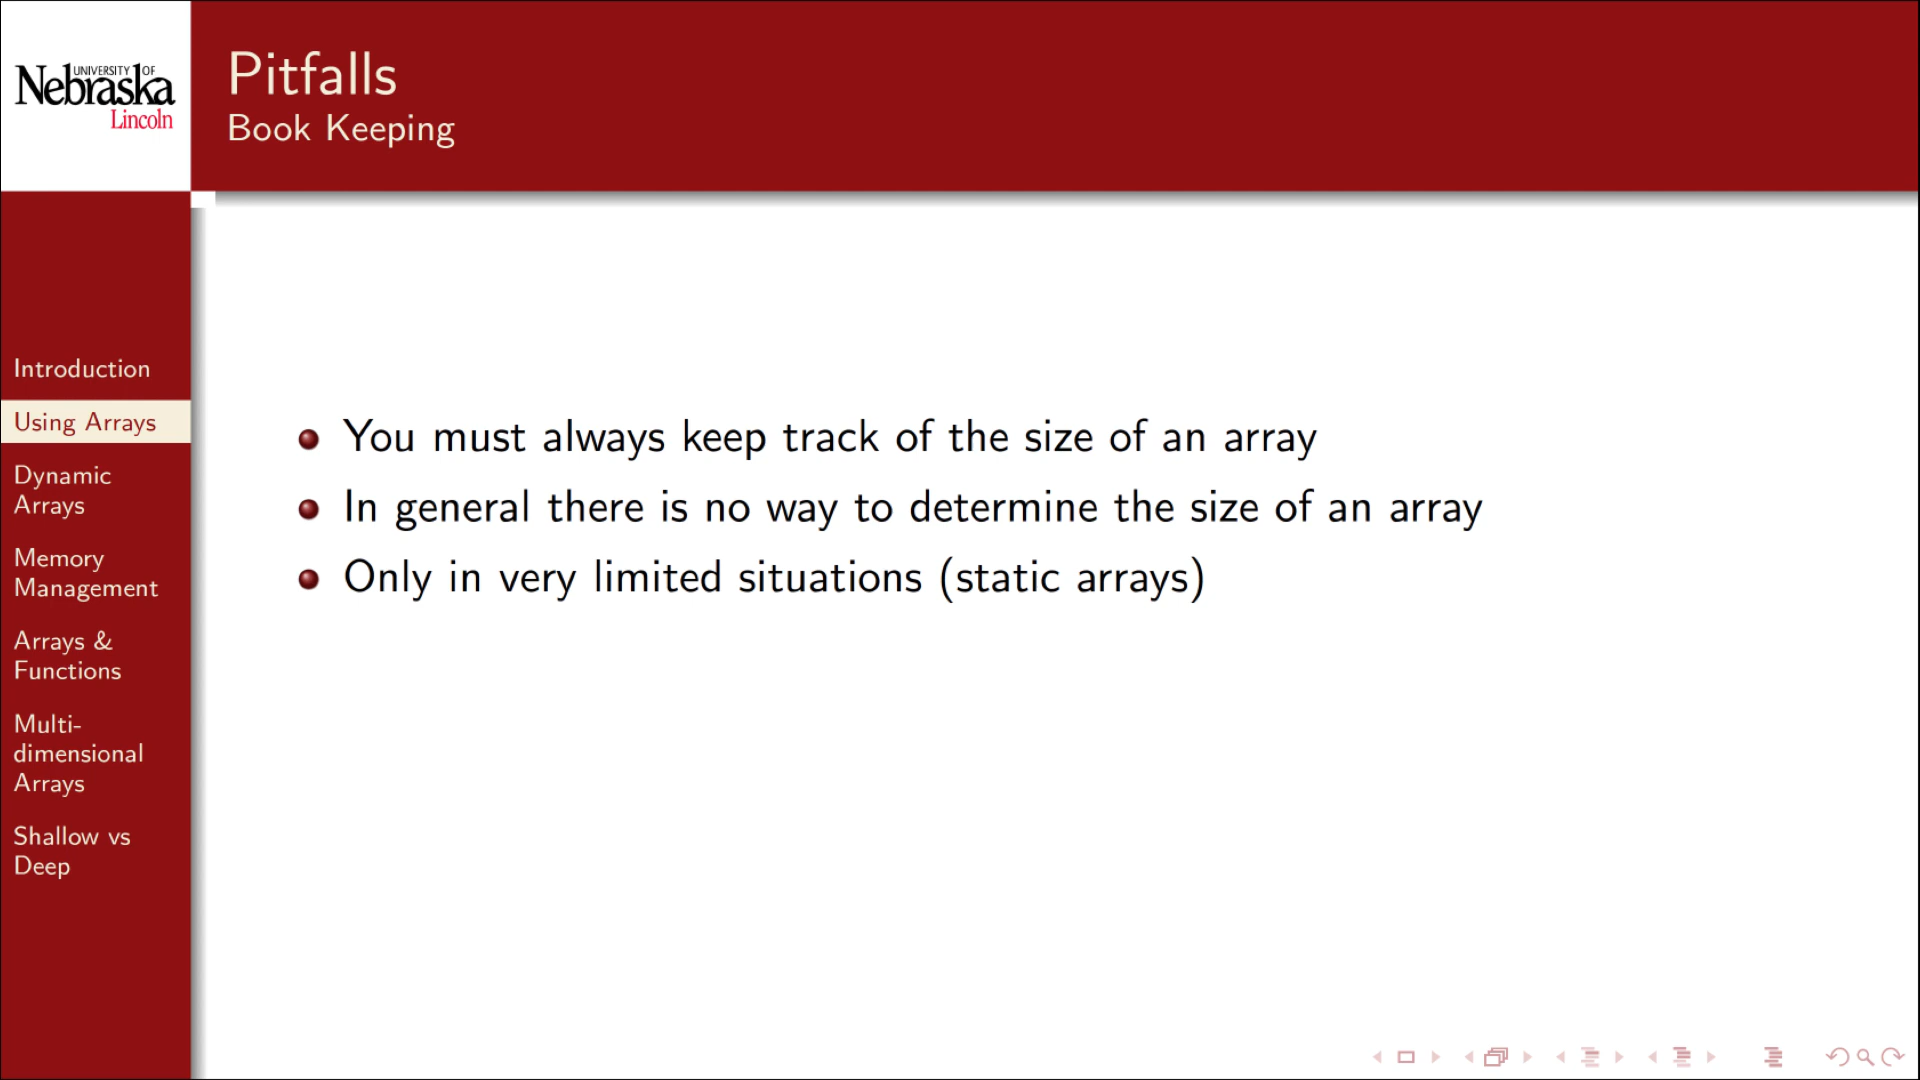 UNIVERSITY OF
Nebraska
Lincoln
Pitfalls
Book Keeping
Introduction
Using Arrays
Dynamic
Arrays
Memory
Management
Arrays &
Functions
Multi-
dimensional
Arrays
Shallow vs
Deep
You must always keep track of the size of an array
In general there is no way to determine the size of an array
Only in very limited situations (static arrays)